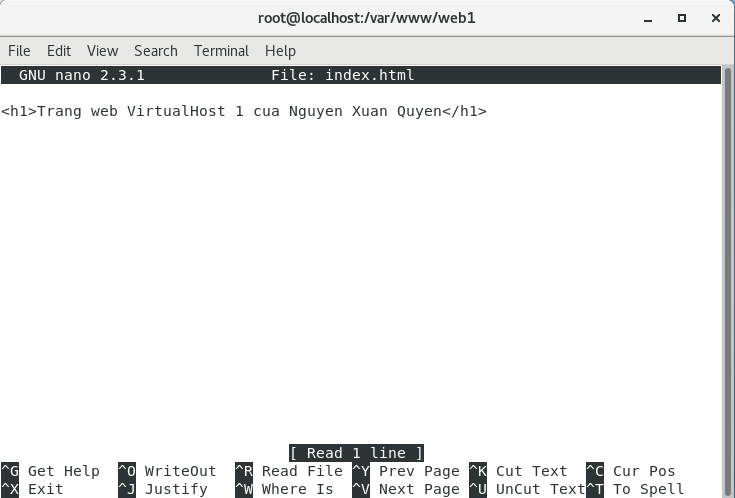 root@localhost:/var/www/web1
File Edit View Search Terminal Help
GNU nano 2.3.1 File: index.html
<h1>Trang web VirtualHost 1 cua Nguyen Xuan Quyen</h1>
[ Read 1 line ]
^G Get Help ^O WriteOut ^R Read File ^Y Prev Page ^K Cut Text ^C Cur Pos
^X Exit ^J Justify ^W Where Is ^V Next Page ^U UnCut Text ^T To Spell